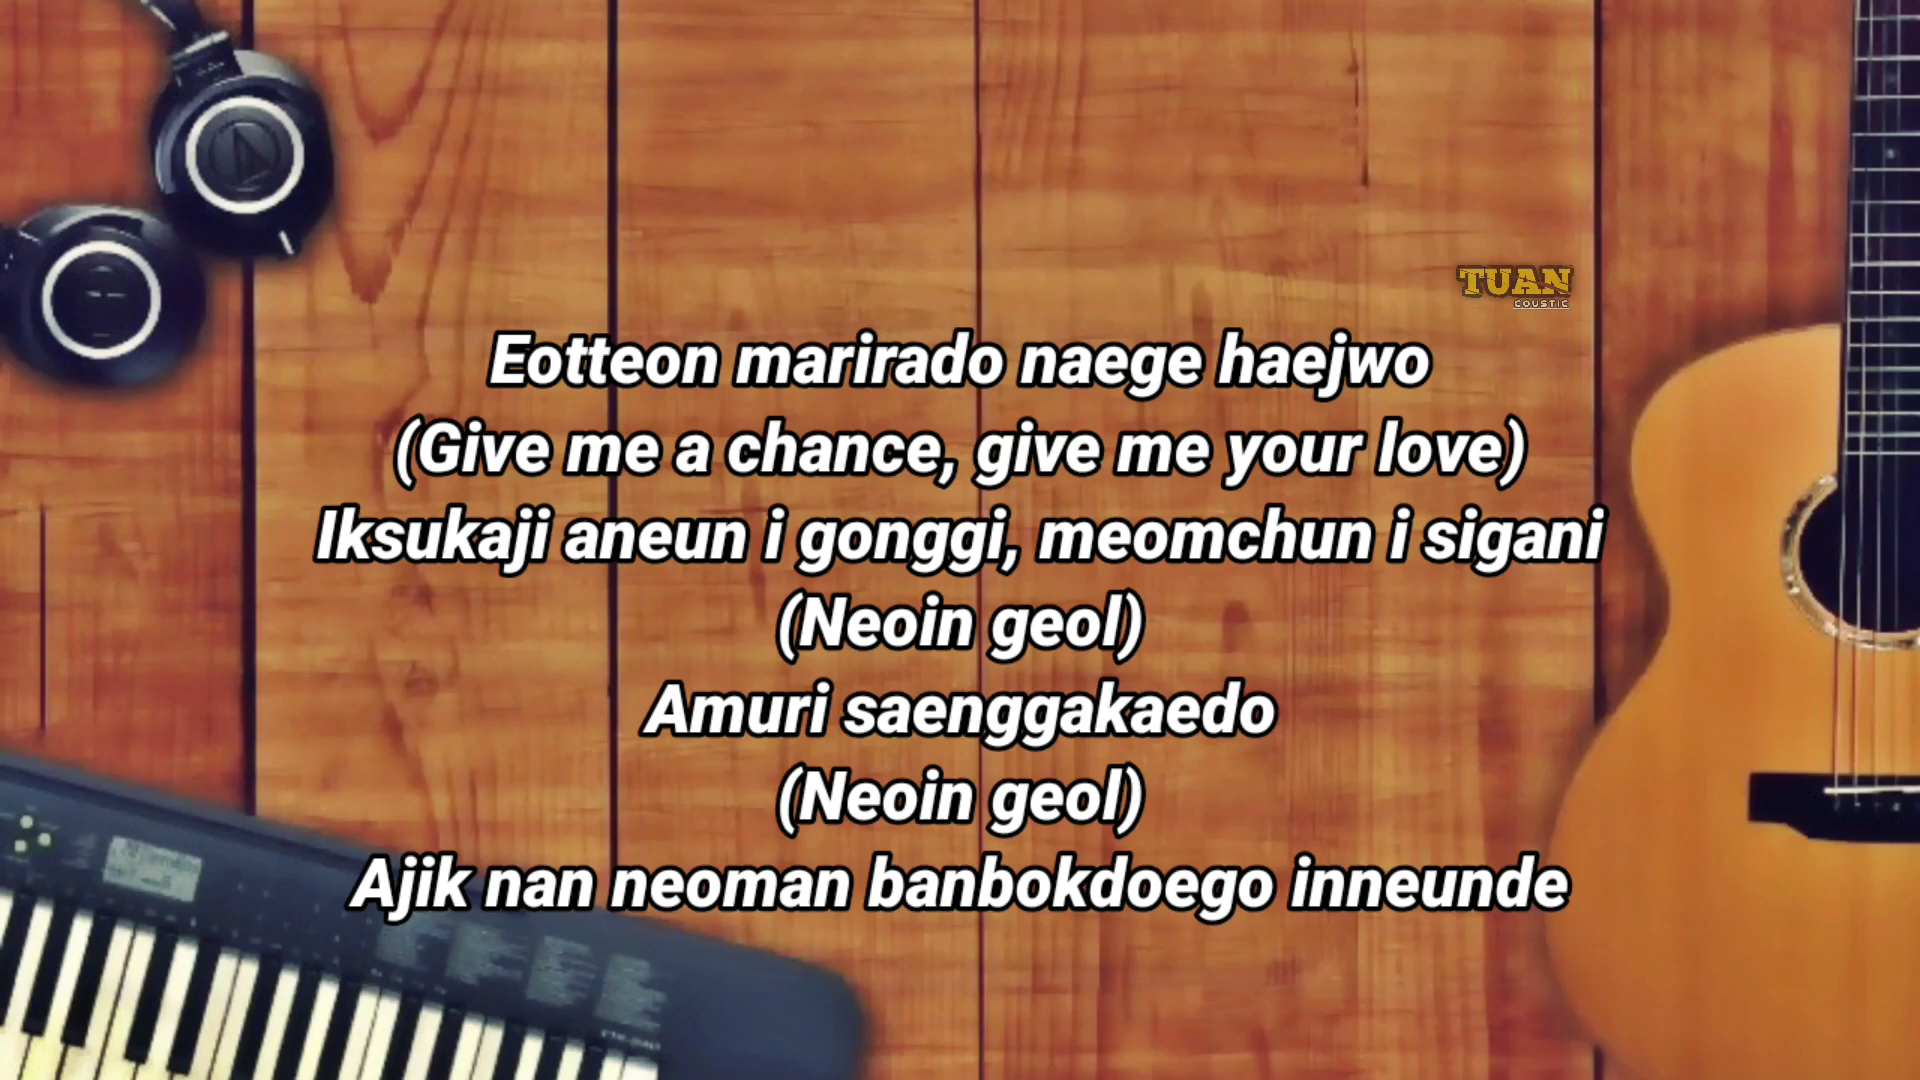 TUAN
COUSTIC
Eotteon marirado naege haejwo
(Give me a chance, give me your love)
Iksukaji aneun i gonggi, meomchun i sigani
(Neoin geol)
Amuri saenggakaedo
(Neoin geol)
Ajik nan neoman banbokdoego inneunde